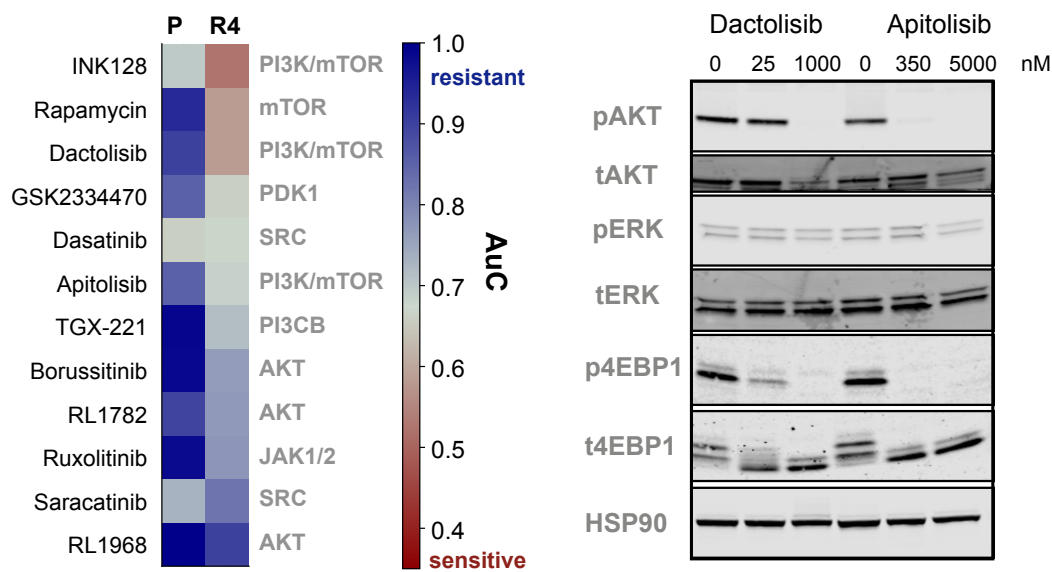 P R4
INK128 PI3K/mTOR
Rapamycin mTOR
Dactolisib PI3K/mTOR
GSK2334470 PDK1
Dasatinib SRC
Apitolisib PI3K/mTOR
TGX-221 PI3CB
Borussitinib AKT
RL1782 AKT
Ruxolitinib JAK1/2
Saracatinib SRC
RL1968 AKT
1.0
resistant
0.9
0.8
0.7
0.6
0.5
0.4
sensitive
AuC
Dactolisib Apitolisib
0 25 1000 0 350 5000 nM
pAKT
tAKT
pERK
tERK
p4EBP1
t4EBP1
HSP90